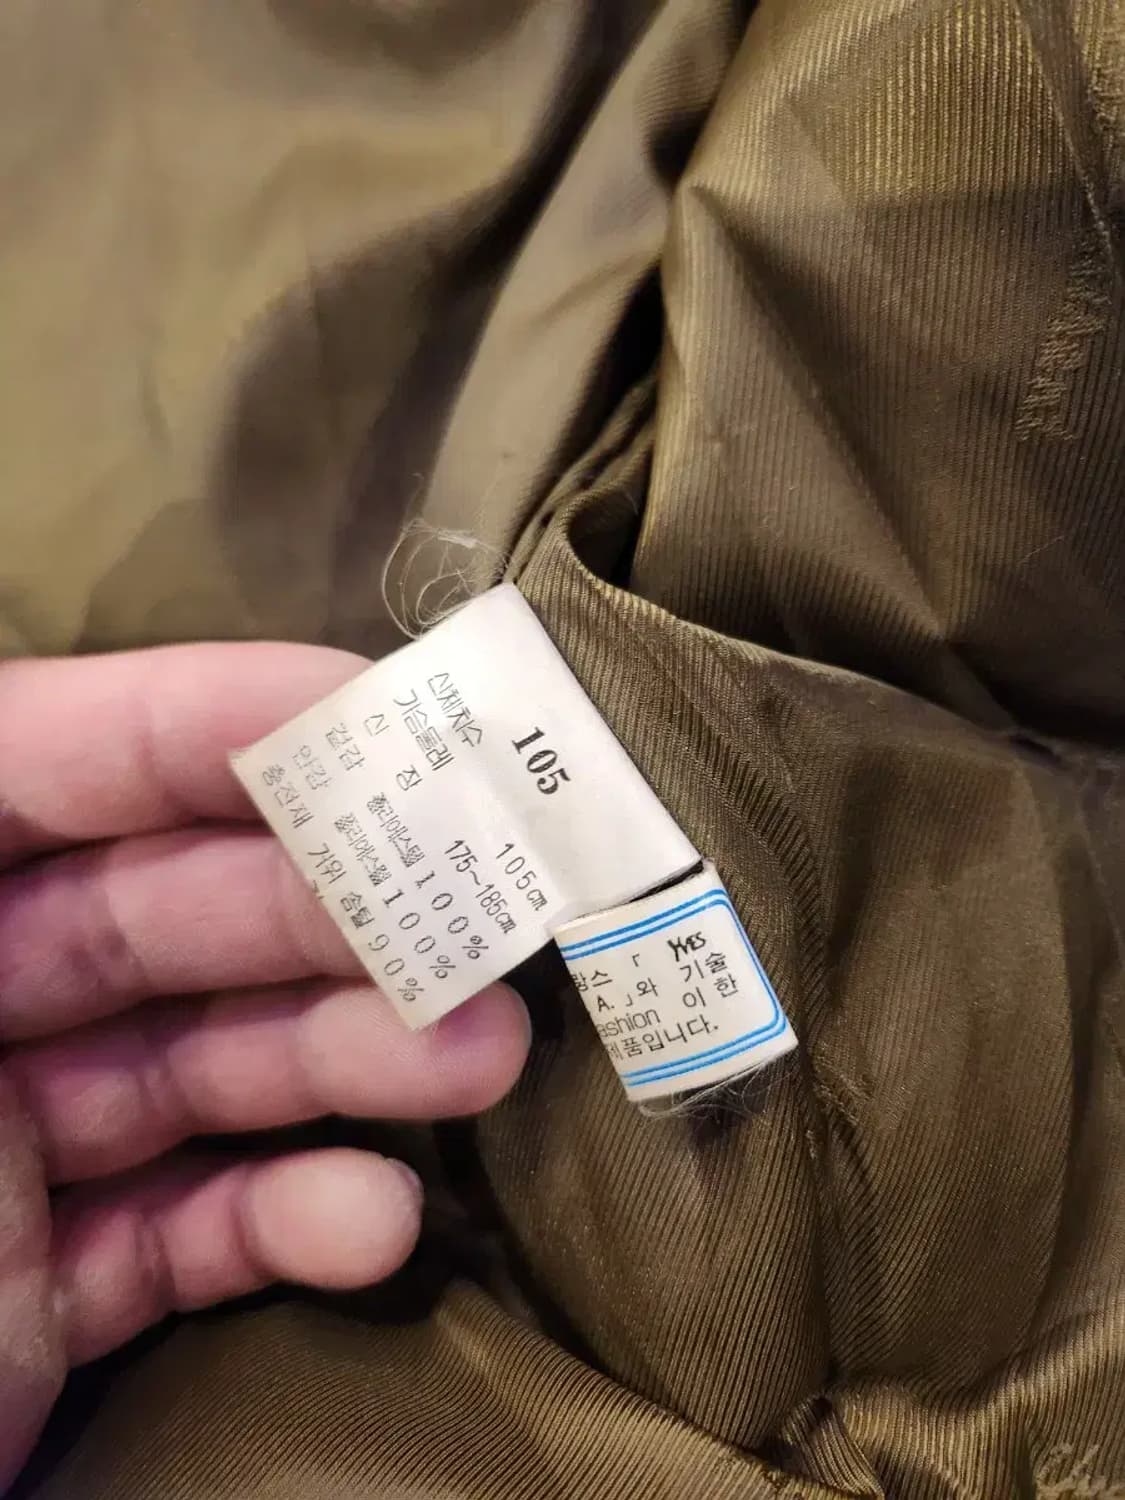 105
신체치수
가슴둘레 105cm
신 장 175~185cm
겉감 폴리에스텔 100%
안감 폴리에스텔 100%
충전재 거위 솜털 90%
랑스 「 YVES
A.」와 기술
ashion 이 한
제품입니다.